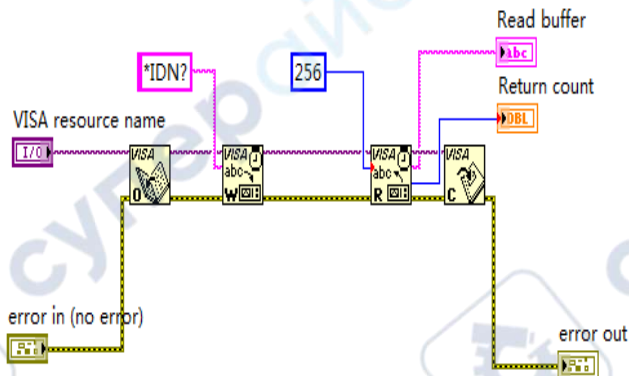 Read buffer
abc
*IDN?
256
Return count
DBL
VISA resource name
I/O
VISA
O
VISA
abc
W
VISA
abc
R
VISA
C
error in (no error)
error out